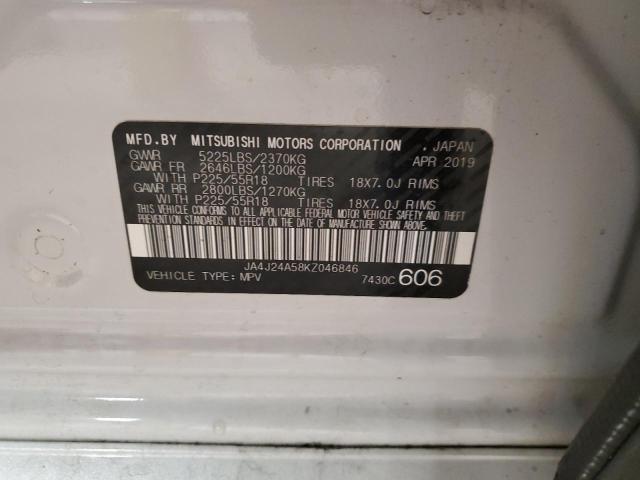 MFD.BY MITSUBISHI MOTORS CORPORATION . JAPAN
GVWR 5225LBS/2370KG APR 2019
GAWR FR 2646LBS/1200KG
WITH P225/55R18 TIRES 18X7.0J RIMS
GAWR RR 2800LBS/1270KG
WITH P225/55R18 TIRES 18X7.0J RIMS
THIS VEHICLE CONFORMS TO ALL APPLICABLE FEDERAL MOTOR VEHICLE SAFETY AND THEFT
PREVENTION STANDARDS IN EFFECT ON THE DATE OF MANUFACTURE SHOWN ABOVE.
JA4J24A58KZ046846
VEHICLE TYPE: MPV 7430C 606